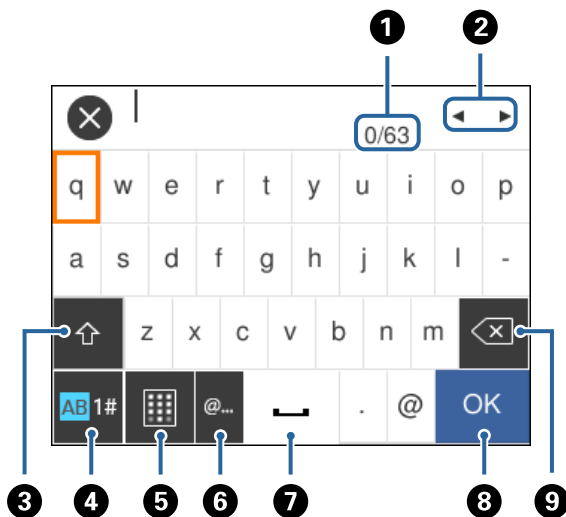 1 2
0/63
q w e r t y u i o p
a s d f g h j k l -
z x c v b n m
AB 1# @... . @ OK
3 4 5 6 7 8 9